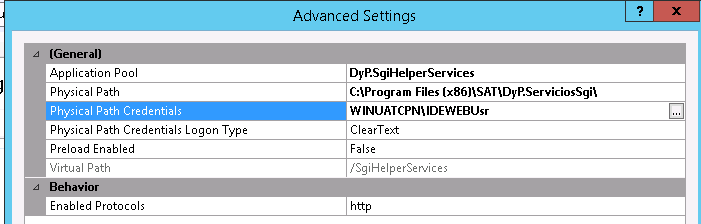 Advanced Settings
? x
(General)
Application Pool DyP.SgiHelperServices
Physical Path C:\Program Files (x86)\SAT\DyP.ServiciosSgi\
Physical Path Credentials WINUATCPN\IDEWEBUsr ...
Physical Path Credentials Logon Type ClearText
Preload Enabled False
Virtual Path /SgiHelperServices
Behavior
Enabled Protocols http